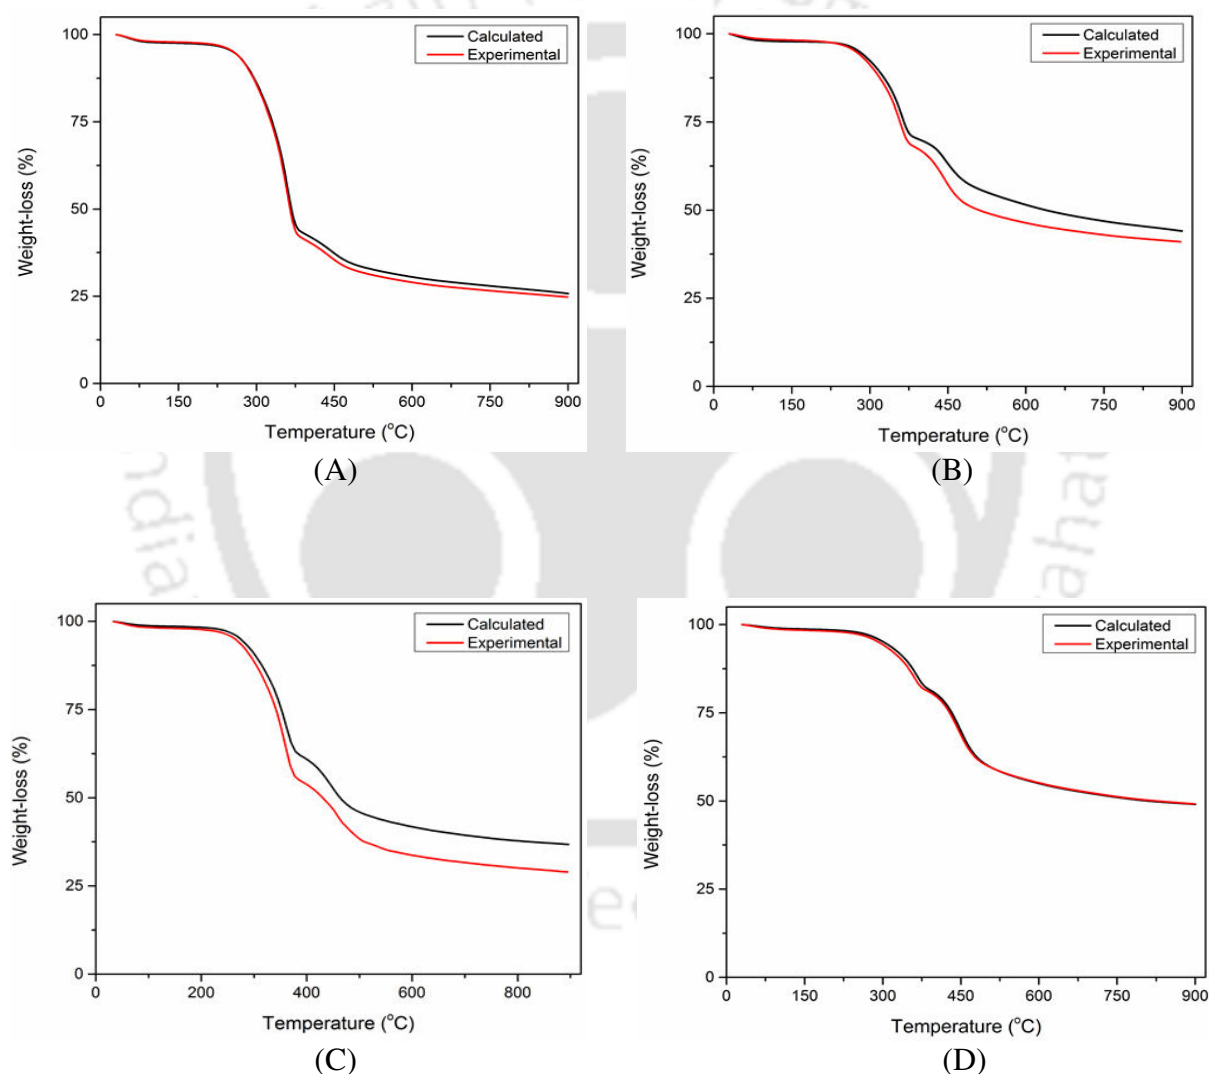 100
75
50
25
0
Weight-loss (%)
Calculated
Experimental
0 150 300 450 600 750 900
Temperature (°C)
(A)
100
75
50
25
0
Weight-loss (%)
Calculated
Experimental
0 150 300 450 600 750 900
Temperature (°C)
(B)
100
75
50
25
0
Weight-loss (%)
Calculated
Experimental
0 200 400 600 800
Temperature (°C)
(C)
100
75
50
25
0
Weight-loss (%)
Calculated
Experimental
0 150 300 450 600 750 900
Temperature (°C)
(D)